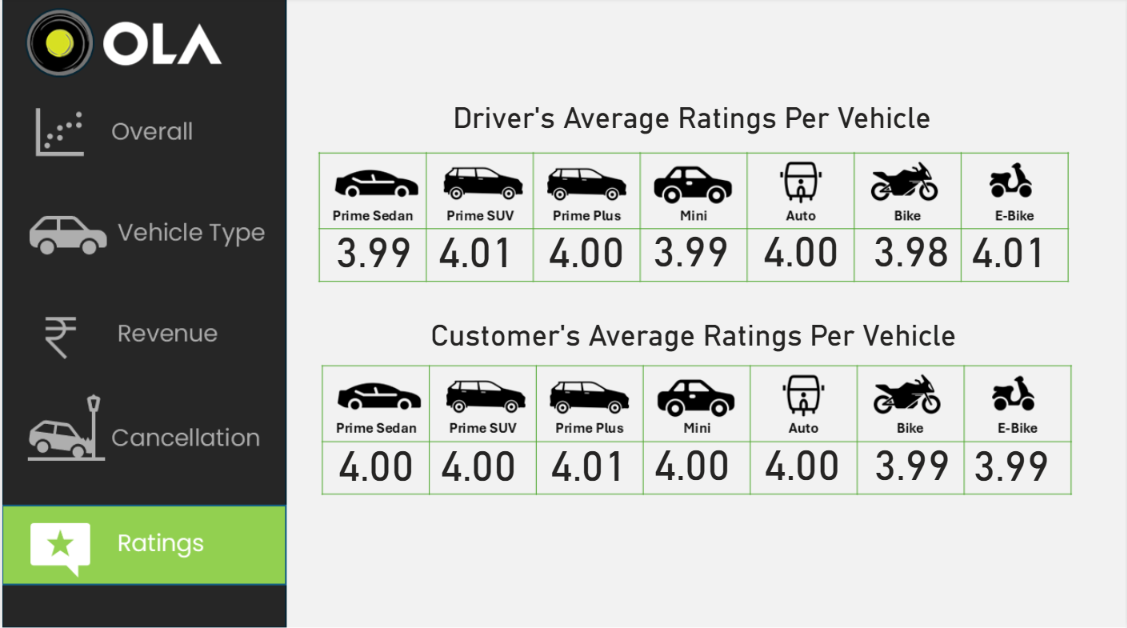 OLA
Overall
Vehicle Type
₹ Revenue
Cancellation
Ratings
Driver's Average Ratings Per Vehicle
Prime Sedan Prime SUV Prime Plus Mini Auto Bike E-Bike
3.99 4.01 4.00 3.99 4.00 3.98 4.01
Customer's Average Ratings Per Vehicle
Prime Sedan Prime SUV Prime Plus Mini Auto Bike E-Bike
4.00 4.00 4.01 4.00 4.00 3.99 3.99